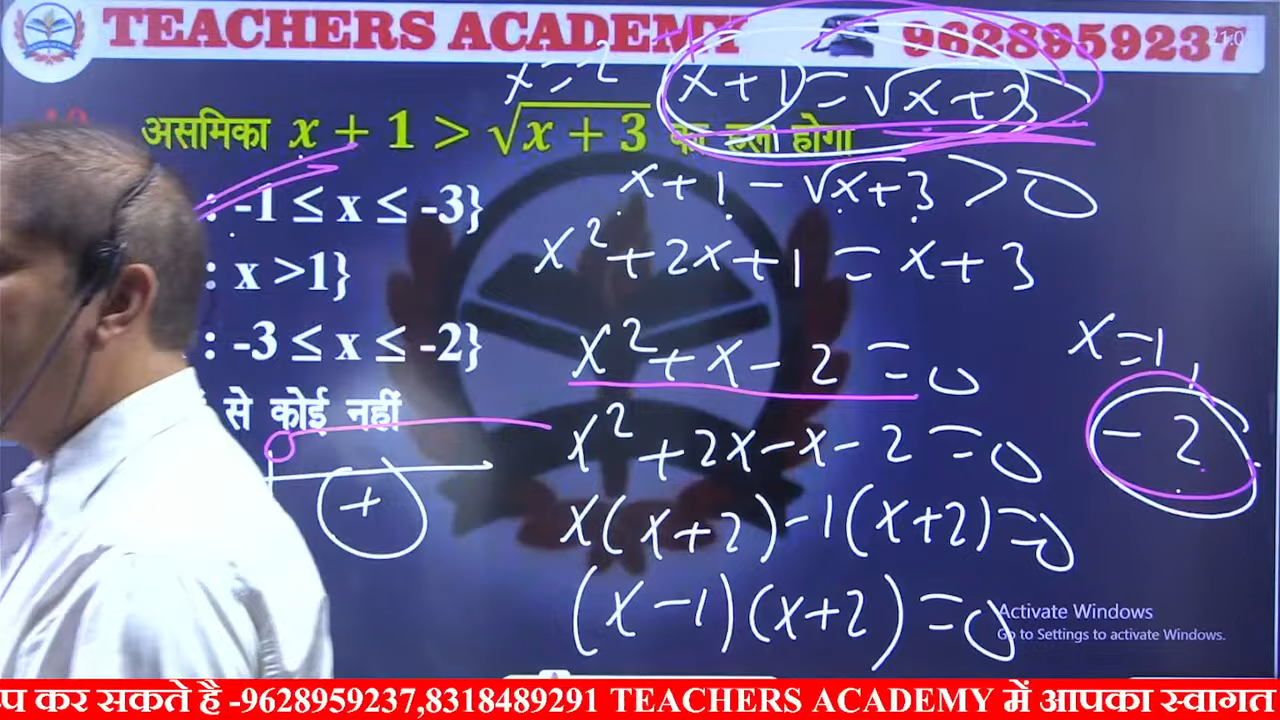 TEACHERS ACADEMY 9628959237
x = -2 x+1 = √x+3
असमिका x + 1 > √x + 3 का हल होगा
x+1 - √x+3 > 0
: -1 ≤ x ≤ -3}
x² + 2x + 1 = x + 3
: x >1}
: -3 ≤ x ≤ -2}
x² + x - 2 = 0
x = 1,
- 2
से कोई नहीं
x² + 2x - x - 2 = 0
+
x(x+2) - 1(x+2) = 0
(x-1)(x+2) = 0
Activate Windows
Go to Settings to activate Windows.
प कर सकते है -9628959237,8318489291 TEACHERS ACADEMY में आपका स्वागत